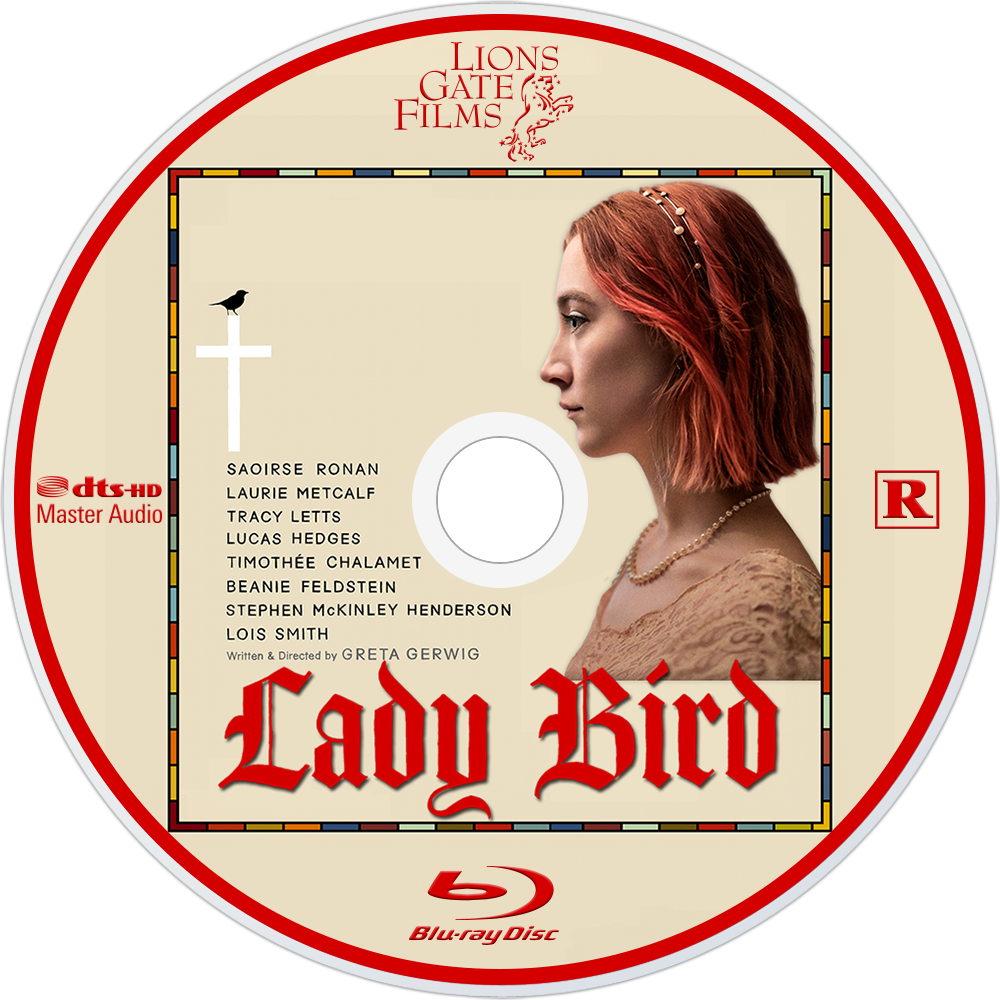 LIONS
GATE
FILMS
SAOIRSE RONAN
LAURIE METCALF
TRACY LETTS
LUCAS HEDGES
TIMOTHÉE CHALAMET
BEANIE FELDSTEIN
STEPHEN McKINLEY HENDERSON
LOIS SMITH
Written & Directed by GRETA GERWIG
dts-HD
Master Audio
R
Lady Bird
Blu-ray Disc